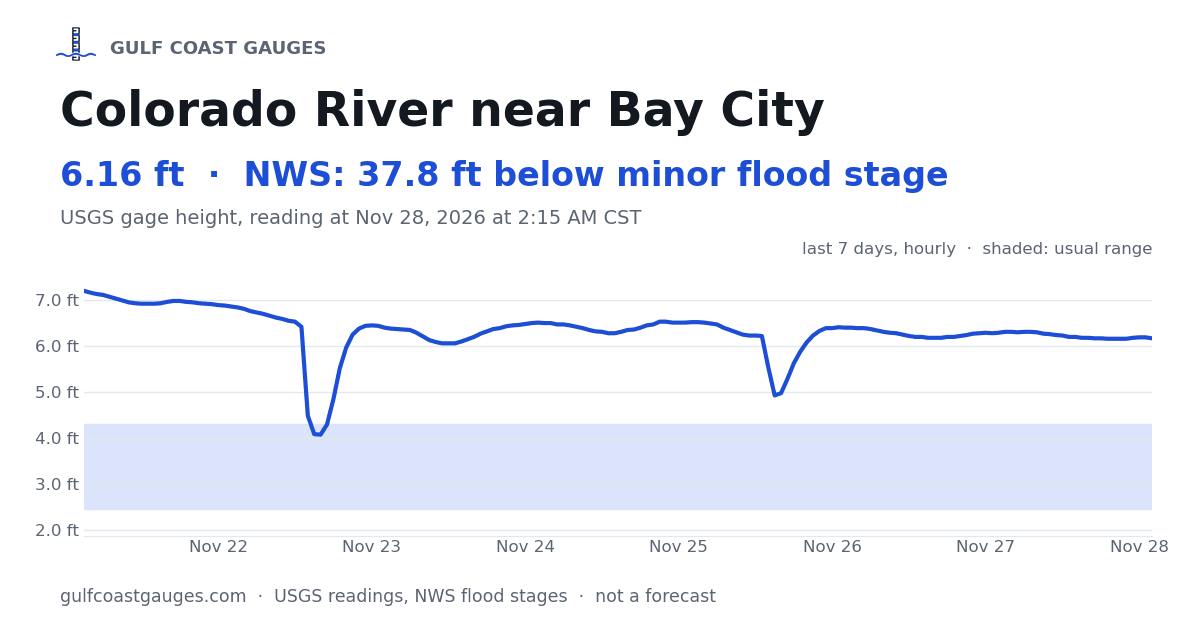 GULF COAST GAUGES
Colorado River near Bay City
6.16 ft · NWS: 37.8 ft below minor flood stage
USGS gage height, reading at Nov 28, 2026 at 2:15 AM CST
last 7 days, hourly · shaded: usual range
7.0 ft
6.0 ft
5.0 ft
4.0 ft
3.0 ft
2.0 ft
Nov 22 Nov 23 Nov 24 Nov 25 Nov 26 Nov 27 Nov 28
gulfcoastgauges.com · USGS readings, NWS flood stages · not a forecast